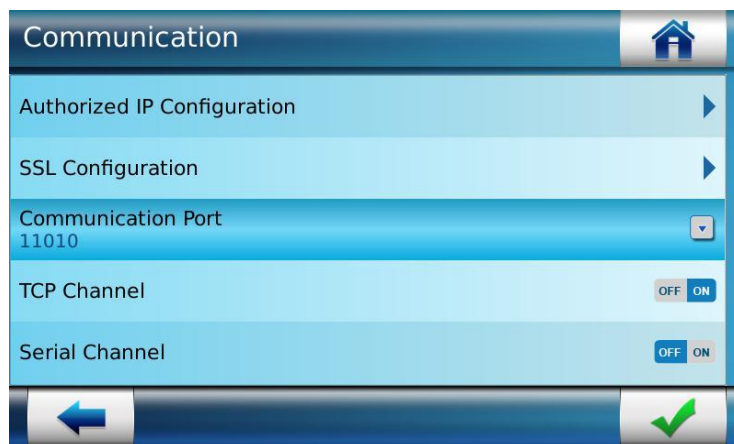 Communication
Authorized IP Configuration
SSL Configuration
Communication Port
11010
TCP Channel
OFF ON
Serial Channel
OFF ON